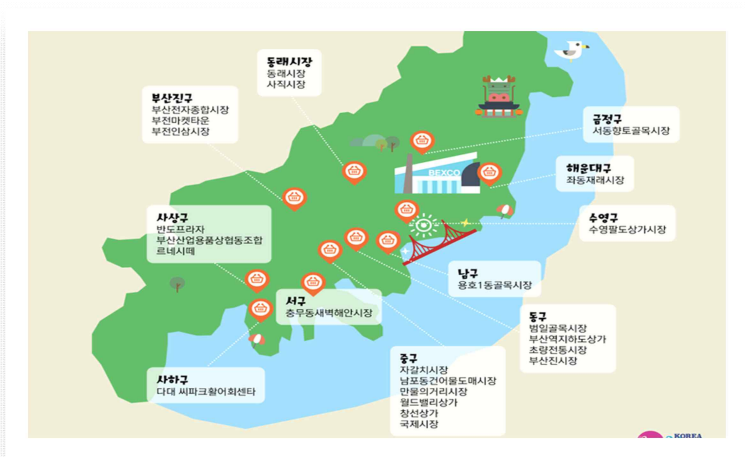 동래시장
동래시장
사직시장
부산진구
부산전자종합시장
부전마켓타운
부전인삼시장
금정구
서동향토골목시장
해운대구
좌동재래시장
BEXCO
사상구
반도프라자
부산산업용품상협동조합
르네시떼
수영구
수영팔도상가시장
남구
용호1동골목시장
서구
충무동새벽해안시장
동구
범일골목시장
부산역지하도상가
초량전통시장
부산진시장
중구
자갈치시장
남포동건어물도매시장
만물의거리시장
월드밸리상가
창선상가
국제시장
사하구
다대 씨파크활어회센타
KOREA